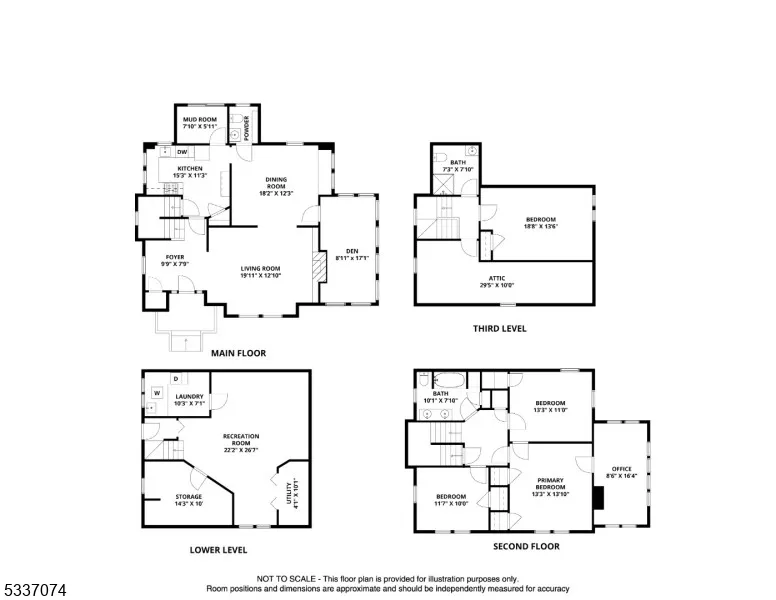 MUD ROOM
7'10" X 5'11"
POWDER
DW
KITCHEN
15'3" X 11'3"
DINING
ROOM
18'2" X 12'3"
FOYER
9'9" X 7'9"
LIVING ROOM
19'11" X 12'10"
DEN
8'11" X 17'1"
MAIN FLOOR
BATH
7'3" X 7'10"
BEDROOM
18'8" X 13'6"
ATTIC
29'5" X 10'0"
THIRD LEVEL
D
W
LAUNDRY
10'3" X 7'1"
RECREATION
ROOM
22'2" X 26'7"
STORAGE
14'3" X 10'
UTILITY
4'1" X 10'1"
LOWER LEVEL
BATH
10'1" X 7'10"
BEDROOM
13'3" X 11'0"
PRIMARY
BEDROOM
13'3" X 13'10"
OFFICE
8'6" X 16'4"
BEDROOM
11'7" X 10'0"
SECOND FLOOR
NOT TO SCALE - This floor plan is provided for illustration purposes only.
Room positions and dimensions are approximate and should be independently measured for accuracy
5337074